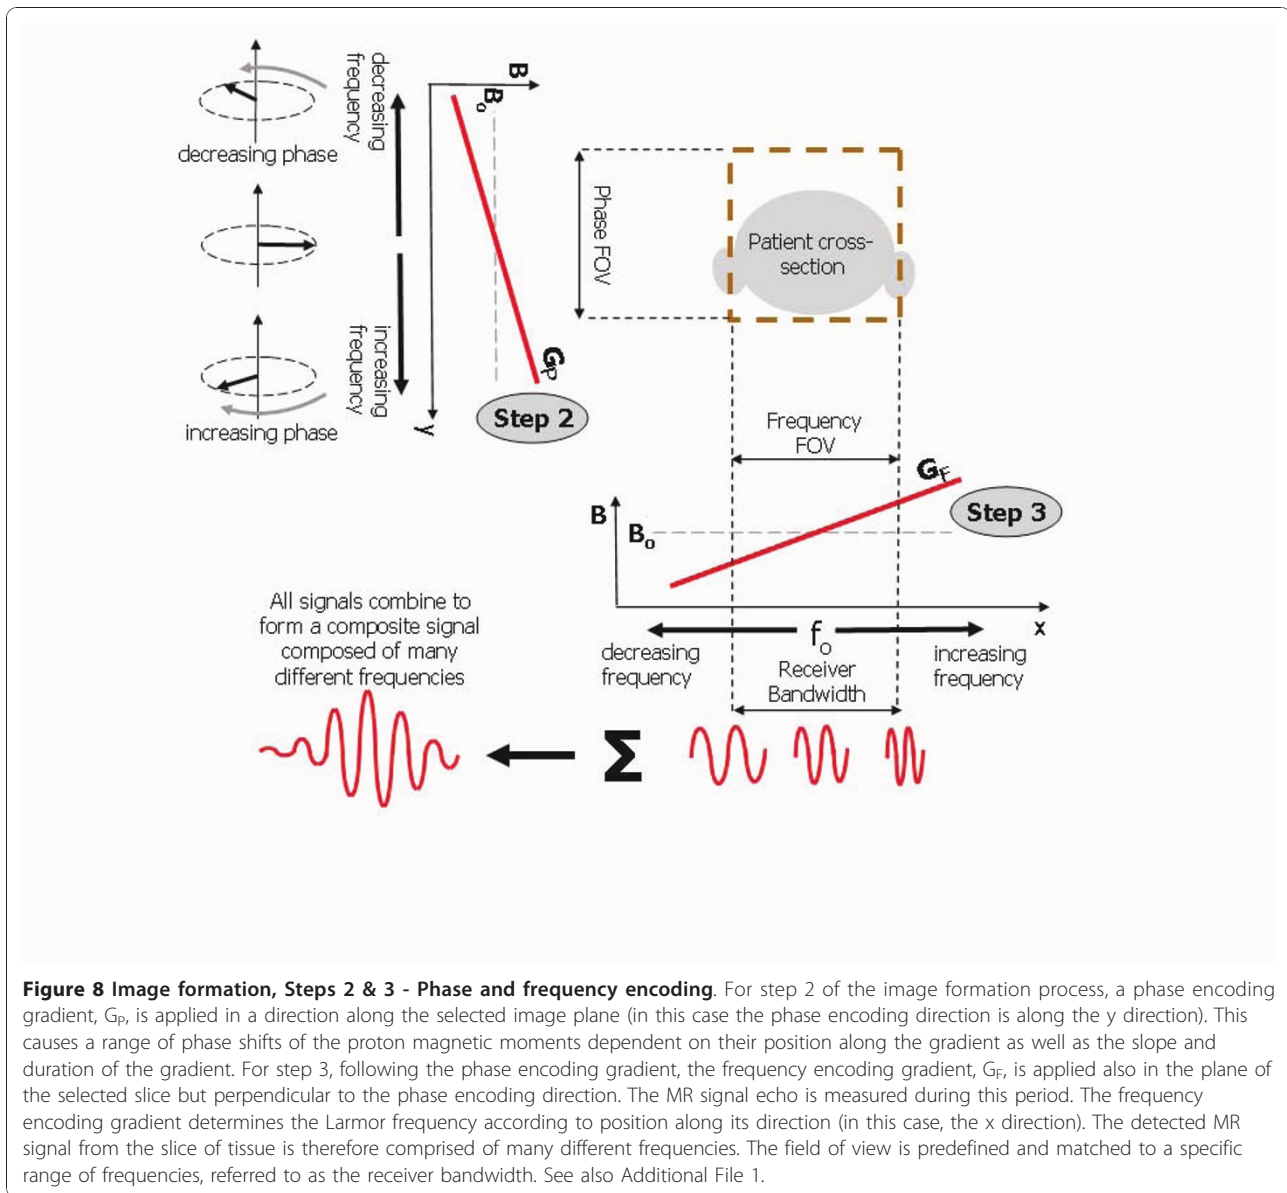 decreasing
frequency
B
Bo
decreasing phase
Phase FOV
Patient cross-
section
increasing
frequency
GP
increasing phase
y
Step 2
Frequency
FOV
GF
Step 3
B
Bo
x
fo
decreasing
frequency
increasing
frequency
Receiver
Bandwidth
All signals combine to
form a composite signal
composed of many
different frequencies
Σ
Figure 8 Image formation, Steps 2 & 3 - Phase and frequency encoding. For step 2 of the image formation process, a phase encoding
gradient, GP, is applied in a direction along the selected image plane (in this case the phase encoding direction is along the y direction). This
causes a range of phase shifts of the proton magnetic moments dependent on their position along the gradient as well as the slope and
duration of the gradient. For step 3, following the phase encoding gradient, the frequency encoding gradient, GF, is applied also in the plane of
the selected slice but perpendicular to the phase encoding direction. The MR signal echo is measured during this period. The frequency
encoding gradient determines the Larmor frequency according to position along its direction (in this case, the x direction). The detected MR
signal from the slice of tissue is therefore comprised of many different frequencies. The field of view is predefined and matched to a specific
range of frequencies, referred to as the receiver bandwidth. See also Additional File 1.